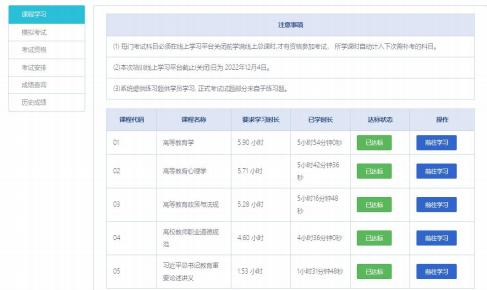 课程学习
模拟考试
考试资格
考试安排
成绩查询
历史成绩
注意事项
(1) 每门考试科目必须在线上学习平台关闭前学满线上总课时,才有资格参加考试， 所学课时自动计入下次需补考的科目。
(2)本次培训线上学习平台截止(关闭)日为 2022年12月4日。
(3)系统提供练习题供学员学习, 正式考试试题部分来自于练习题。
课程代码 课程名称 要求学习时长 已学时长 达标状态 操作
01 高等教育学 5.90 小时 5小时54分钟0秒 已达标 前往学习
02 高等教育心理学 5.71 小时 5小时42分钟36
秒 已达标 前往学习
03 高等教育政策与法规 5.28 小时 5小时16分钟48
秒 已达标 前往学习
04 高校教师职业道德规
范 4.60 小时 4小时36分钟0秒 已达标 前往学习
05 习近平总书记教育重
要论述讲义 1.53 小时 1小时31分钟48秒 已达标 前往学习